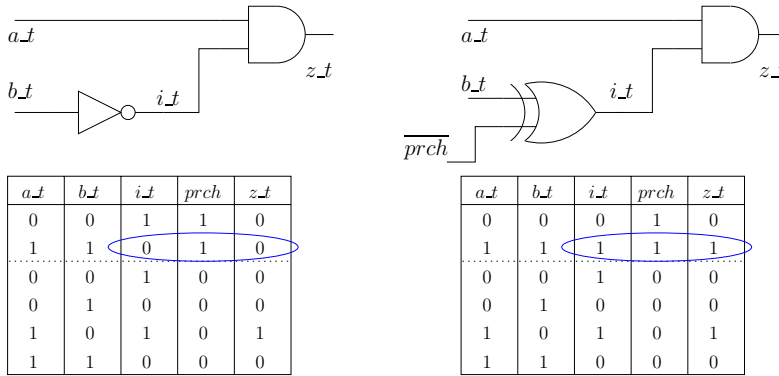 a_t
z_t
b_t
i_t
a_t b_t i_t prch z_t
0 0 1 1 0
1 1 0 1 0
0 0 1 0 0
0 1 0 0 0
1 0 1 0 1
1 1 0 0 0
a_t
z_t
b_t
i_t
prch
a_t b_t i_t prch z_t
0 0 0 1 0
1 1 1 1 1
0 0 1 0 0
0 1 0 0 0
1 0 1 0 1
1 1 0 0 0